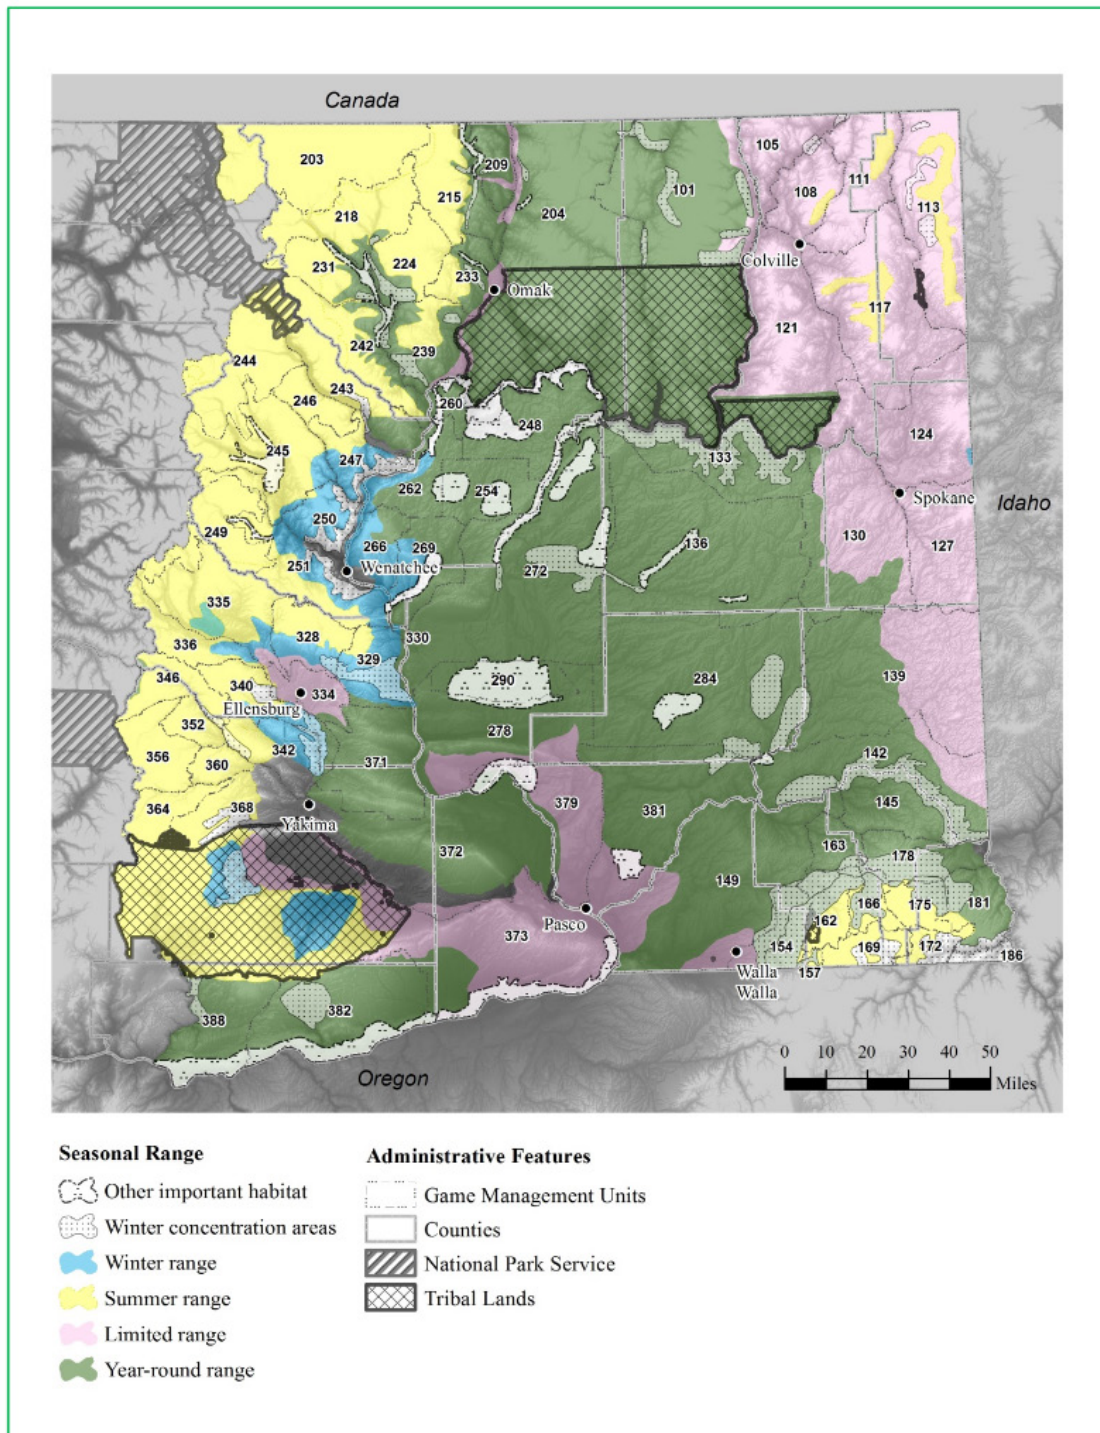 Canada
203
209
105
111
101
108
113
215
204
218
Colville
231
224
233
Omak
117
121
242
239
244
243
246
260
248
124
245
247
133
262
254
Spokane
Idaho
250
249
266
269
136
130
127
251
Wenatchee
272
335
328
330
336
329
139
346
340
334
290
284
Ellensburg
352
278
342
142
356
360
371
364
368
379
381
145
Yakima
372
163
178
149
166
175
181
Pasco
162
373
154
169
172
186
Walla
Walla
157
388
382
0 10 20 30 40 50
Miles
Oregon
Seasonal Range
Other important habitat
Winter concentration areas
Winter range
Summer range
Limited range
Year-round range
Administrative Features
Game Management Units
Counties
National Park Service
Tribal Lands